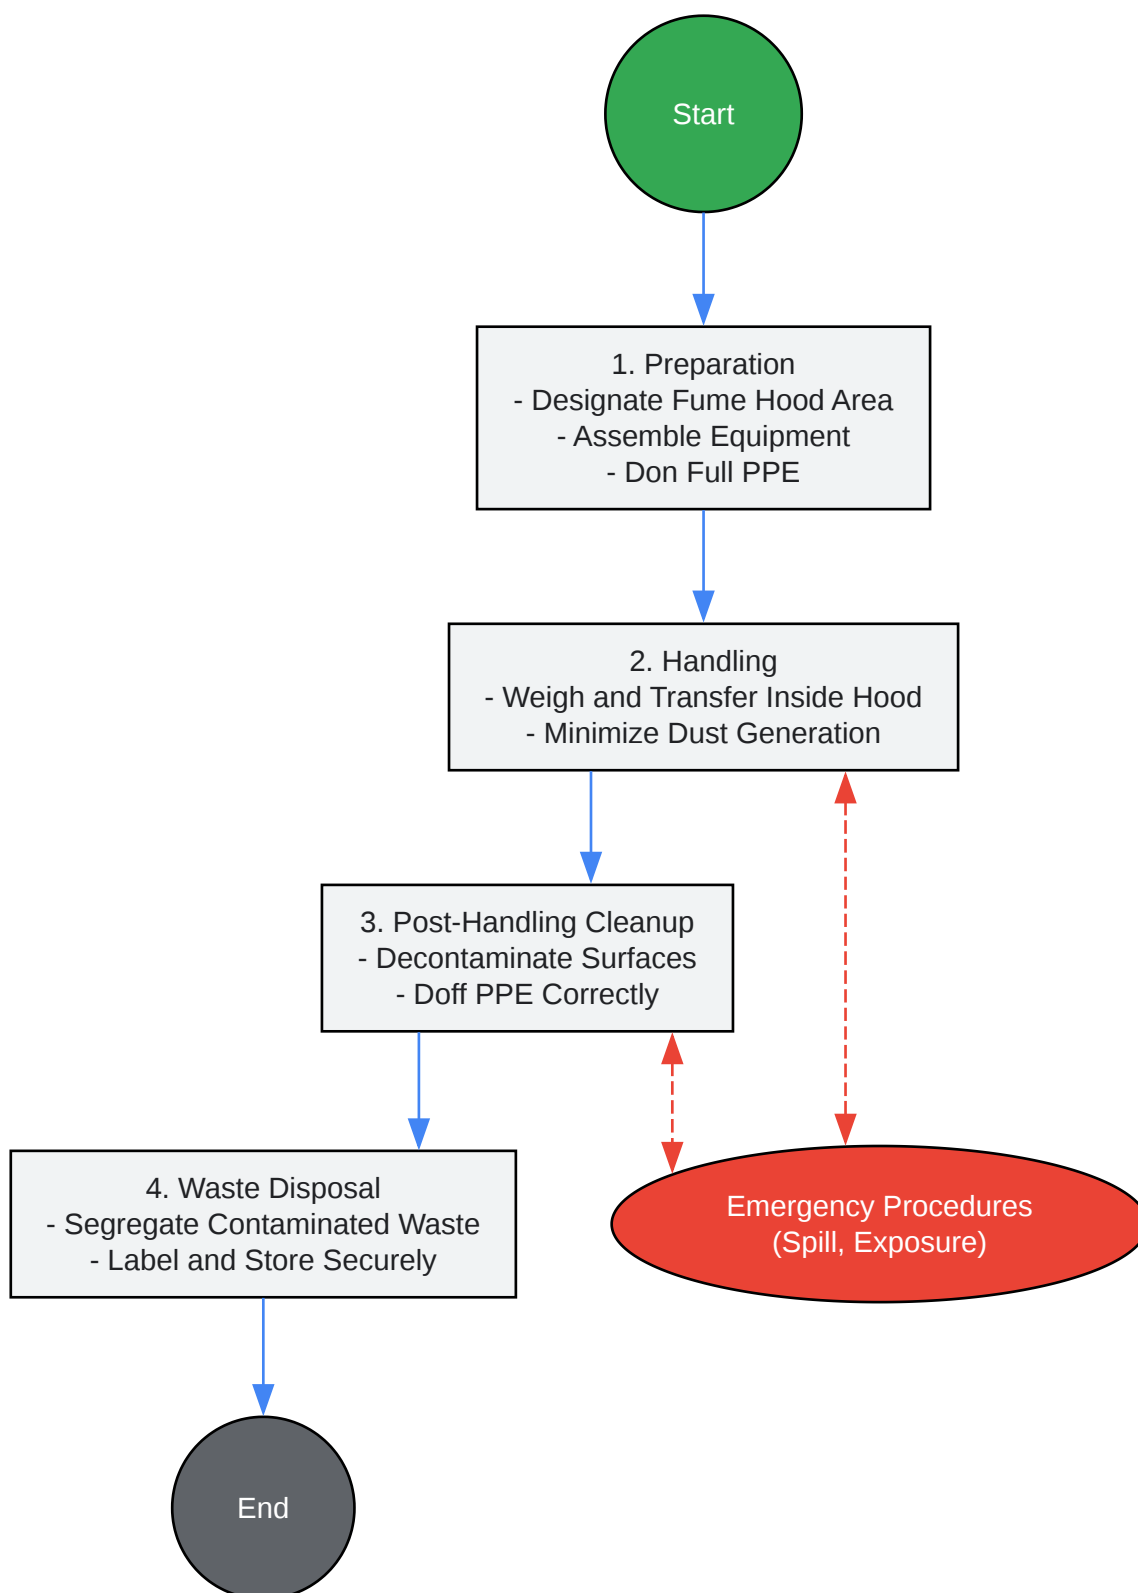 Start
1. Preparation
- Designate Fume Hood Area
- Assemble Equipment
- Don Full PPE
2. Handling
- Weigh and Transfer Inside Hood
- Minimize Dust Generation
3. Post-Handling Cleanup
- Decontaminate Surfaces
- Doff PPE Correctly
4. Waste Disposal
- Segregate Contaminated Waste
- Label and Store Securely
Emergency Procedures
(Spill, Exposure)
End